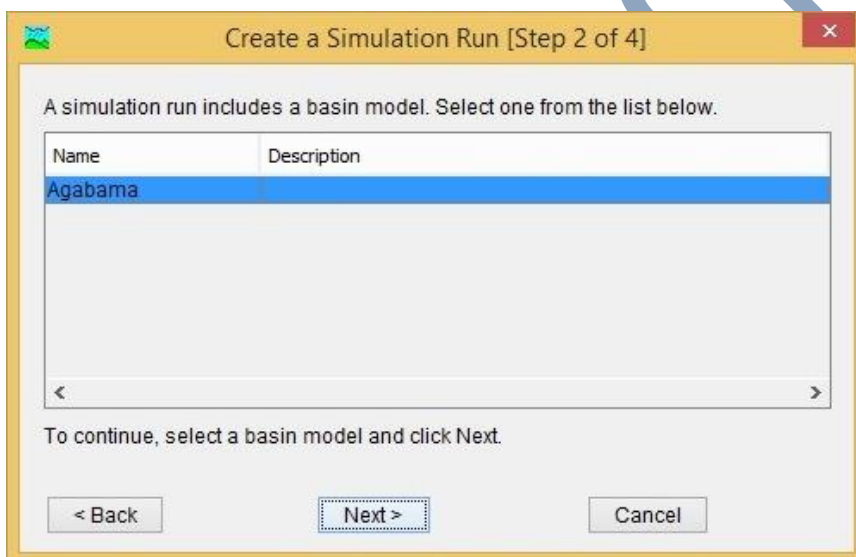 Create a Simulation Run [Step 2 of 4]
A simulation run includes a basin model. Select one from the list below.
Name Description
Agabama
To continue, select a basin model and click Next.
< Back Next > Cancel